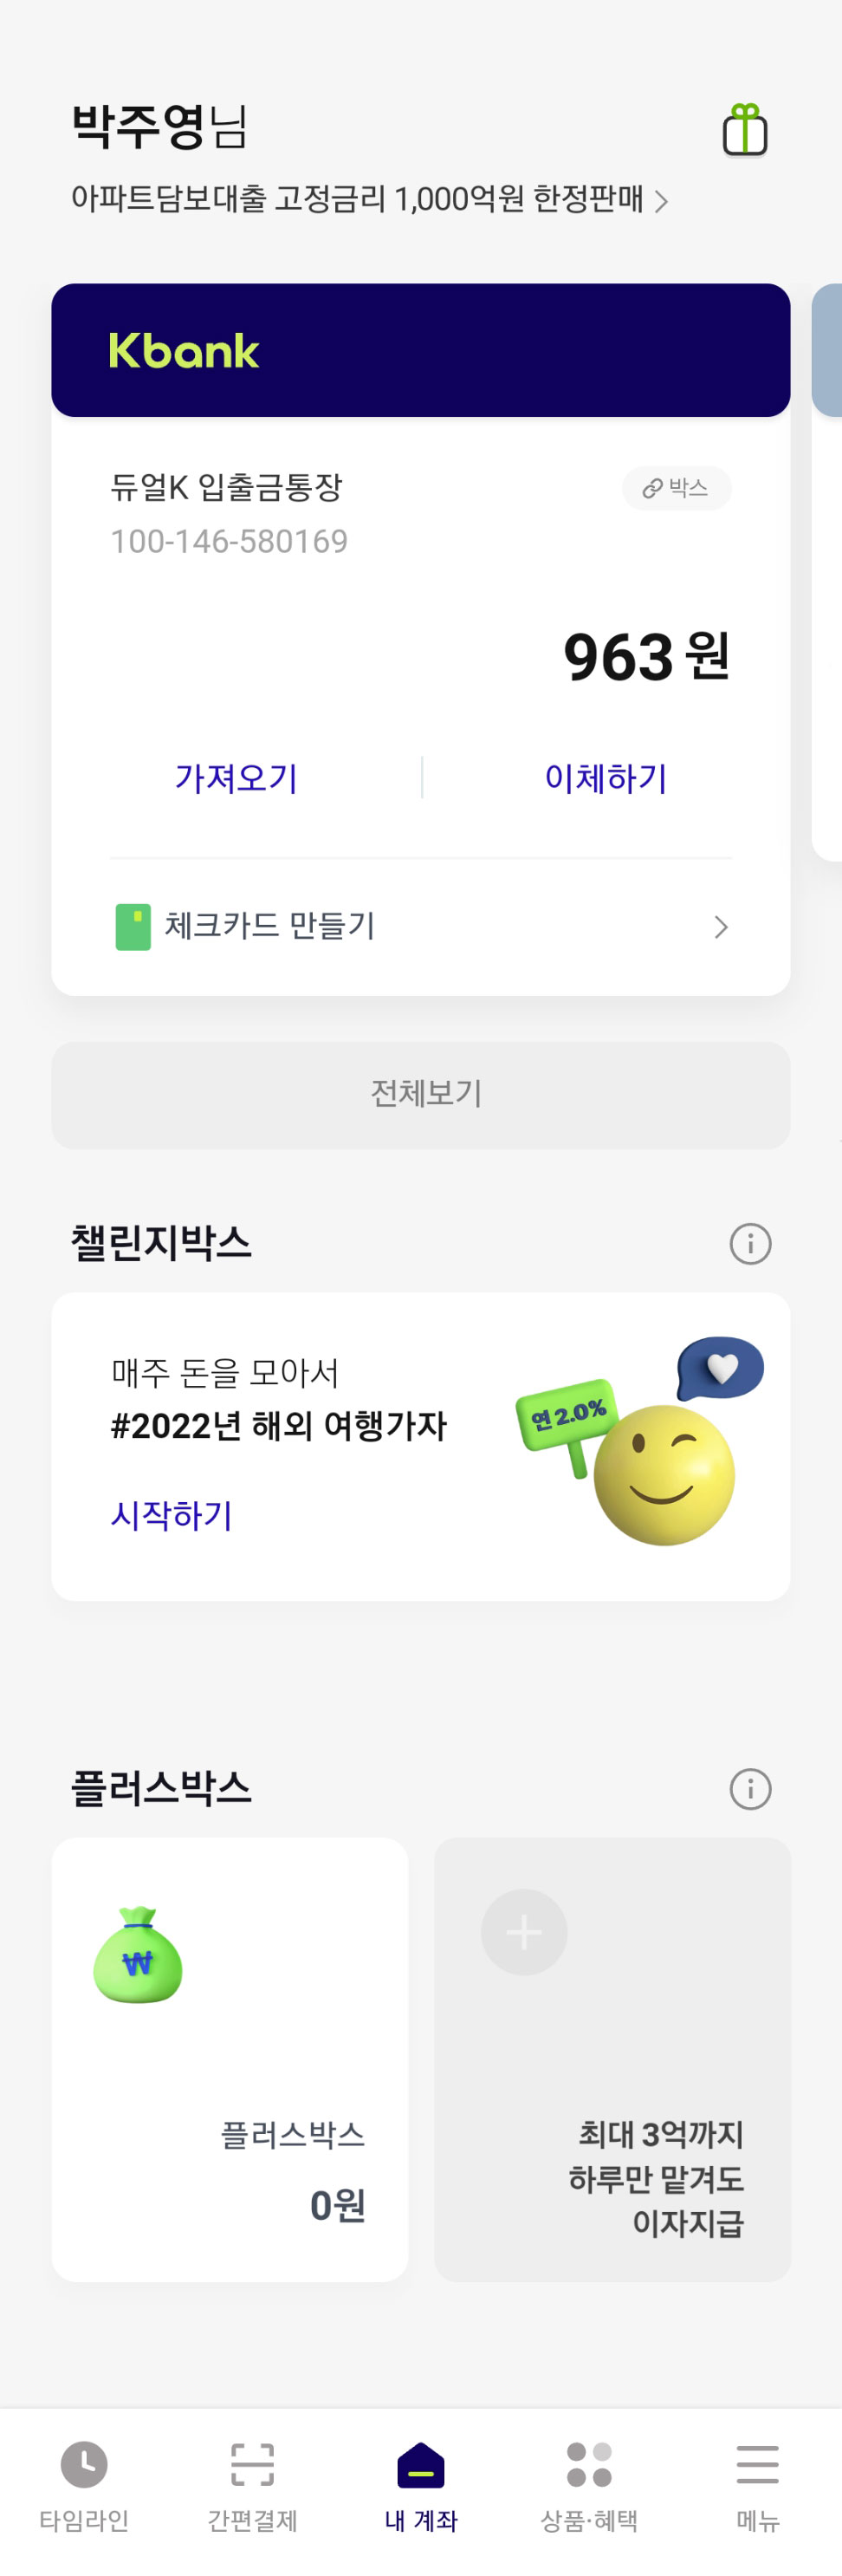 박주영님
아파트담보대출 고정금리 1,000억원 한정판매
Kbank
듀얼K 입출금통장
박스
100-146-580169
963 원
가져오기
이체하기
체크카드 만들기
전체보기
챌린지박스
매주 돈을 모아서
#2022년 해외 여행가자
시작하기
연 2.0%
플러스박스
₩
플러스박스
0원
최대 3억까지
하루만 맡겨도
이자지급
타임라인
간편결제
내 계좌
상품·혜택
메뉴